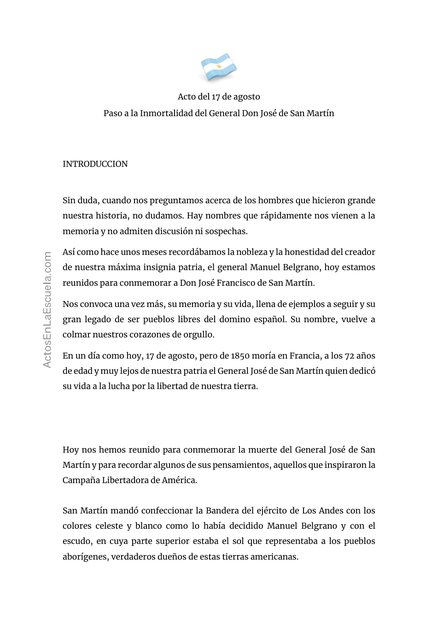 Acto del 17 de agosto
Paso a la Inmortalidad del General Don José de San Martín
INTRODUCCION
Sin duda, cuando nos preguntamos acerca de los hombres que hicieron grande
nuestra historia, no dudamos. Hay nombres que rápidamente nos vienen a la
memoria y no admiten discusión ni sospechas.
Así como hace unos meses recordábamos la nobleza y la honestidad del creador
de nuestra máxima insignia patria, el general Manuel Belgrano, hoy estamos
reunidos para conmemorar a Don José Francisco de San Martín.
Nos convoca una vez más, su memoria y su vida, llena de ejemplos a seguir y su
gran legado de ser pueblos libres del domino español. Su nombre, vuelve a
colmar nuestros corazones de orgullo.
En un día como hoy, 17 de agosto, pero de 1850 moría en Francia, a los 72 años
de edad y muy lejos de nuestra patria el General José de San Martín quien dedicó
su vida a la lucha por la libertad de nuestra tierra.
Hoy nos hemos reunido para conmemorar la muerte del General José de San
Martín y para recordar algunos de sus pensamientos, aquellos que inspiraron la
Campaña Libertadora de América.
San Martín mandó confeccionar la Bandera del ejército de Los Andes con los
colores celeste y blanco como lo había decidido Manuel Belgrano y con el
escudo, en cuya parte superior estaba el sol que representaba a los pueblos
aborígenes, verdaderos dueños de estas tierras americanas.
ActosEnLaEscuela.com